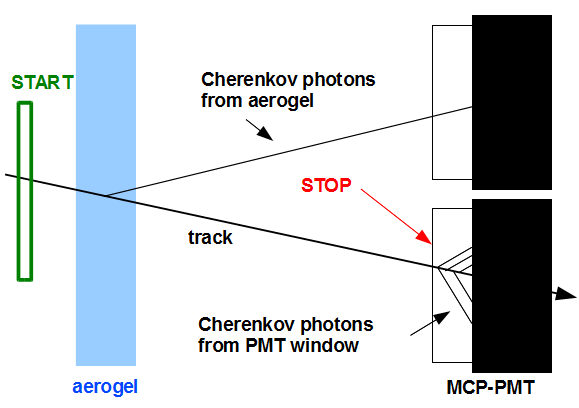 START
Cherenkov photons
from aerogel
STOP
track
Cherenkov photons
from PMT window
aerogel
MCP-PMT